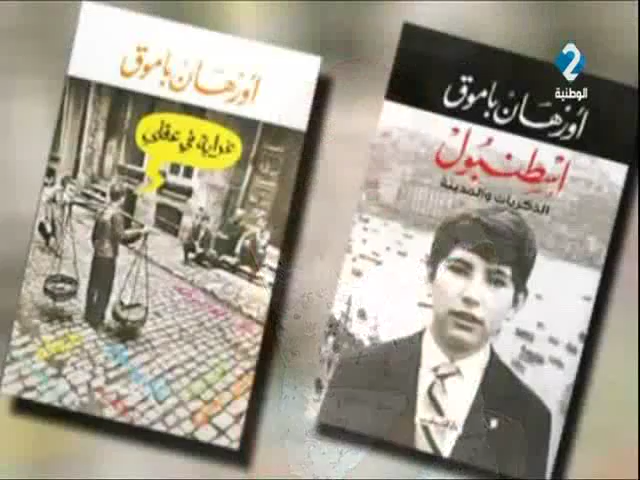 2
الوطنية
أورهان باموق
اسطنبول
الذكريات والمدينة
أورهان باموق
غرابة في عقلي